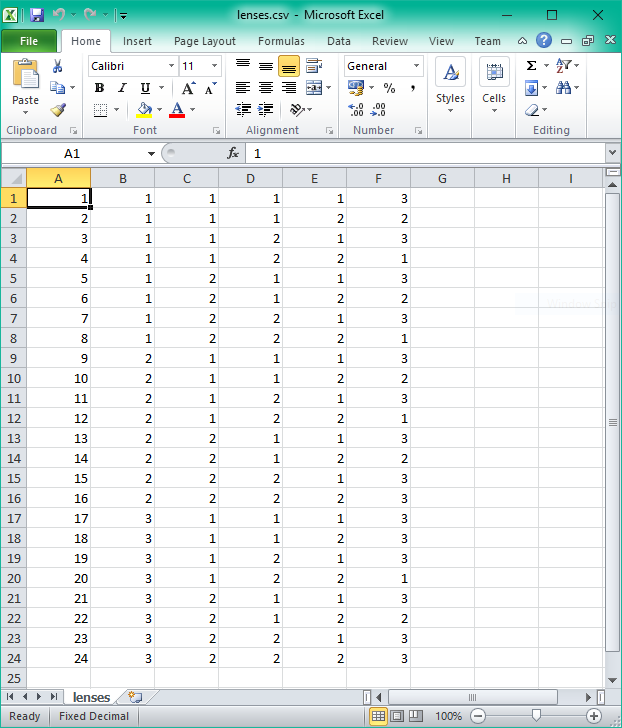 lenses.csv - Microsoft Excel
File Home Insert Page Layout Formulas Data Review View Team
Calibri 11 General
Paste B I U A A A % , Styles Cells Σ
.00 .0
Clipboard Font Alignment Number Editing
A1 fx 1
A B C D E F G H I
1 1 1 1 1 1 3
2 2 1 1 1 2 2
3 3 1 1 2 1 3
4 4 1 1 2 2 1
5 5 1 2 1 1 3
6 6 1 2 1 2 2
7 7 1 2 2 1 3
8 8 1 2 2 2 1
9 9 2 1 1 1 3
10 10 2 1 1 2 2
11 11 2 1 2 1 3
12 12 2 1 2 2 1
13 13 2 2 1 1 3
14 14 2 2 1 2 2
15 15 2 2 2 1 3
16 16 2 2 2 2 3
17 17 3 1 1 1 3
18 18 3 1 1 2 3
19 19 3 1 2 1 3
20 20 3 1 2 2 1
21 21 3 2 1 1 3
22 22 3 2 1 2 2
23 23 3 2 2 1 3
24 24 3 2 2 2 3
25
lenses
Ready Fixed Decimal 100%